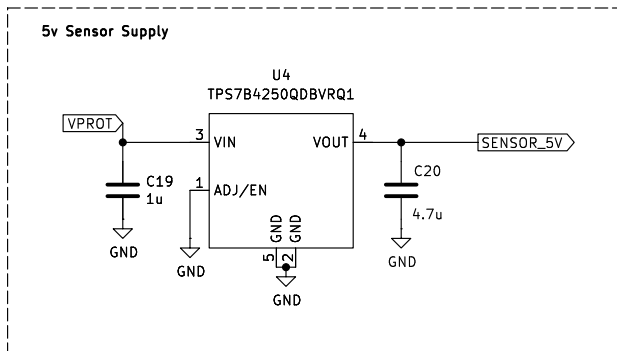 5v Sensor Supply
U4
TPS7B4250QDBVRQ1
VPROT
3
VIN
VOUT
4
SENSOR_5V
C19
1u
1
ADJ/EN
C20
4.7u
GND
GND
GND
GND
5
2
GND
GND